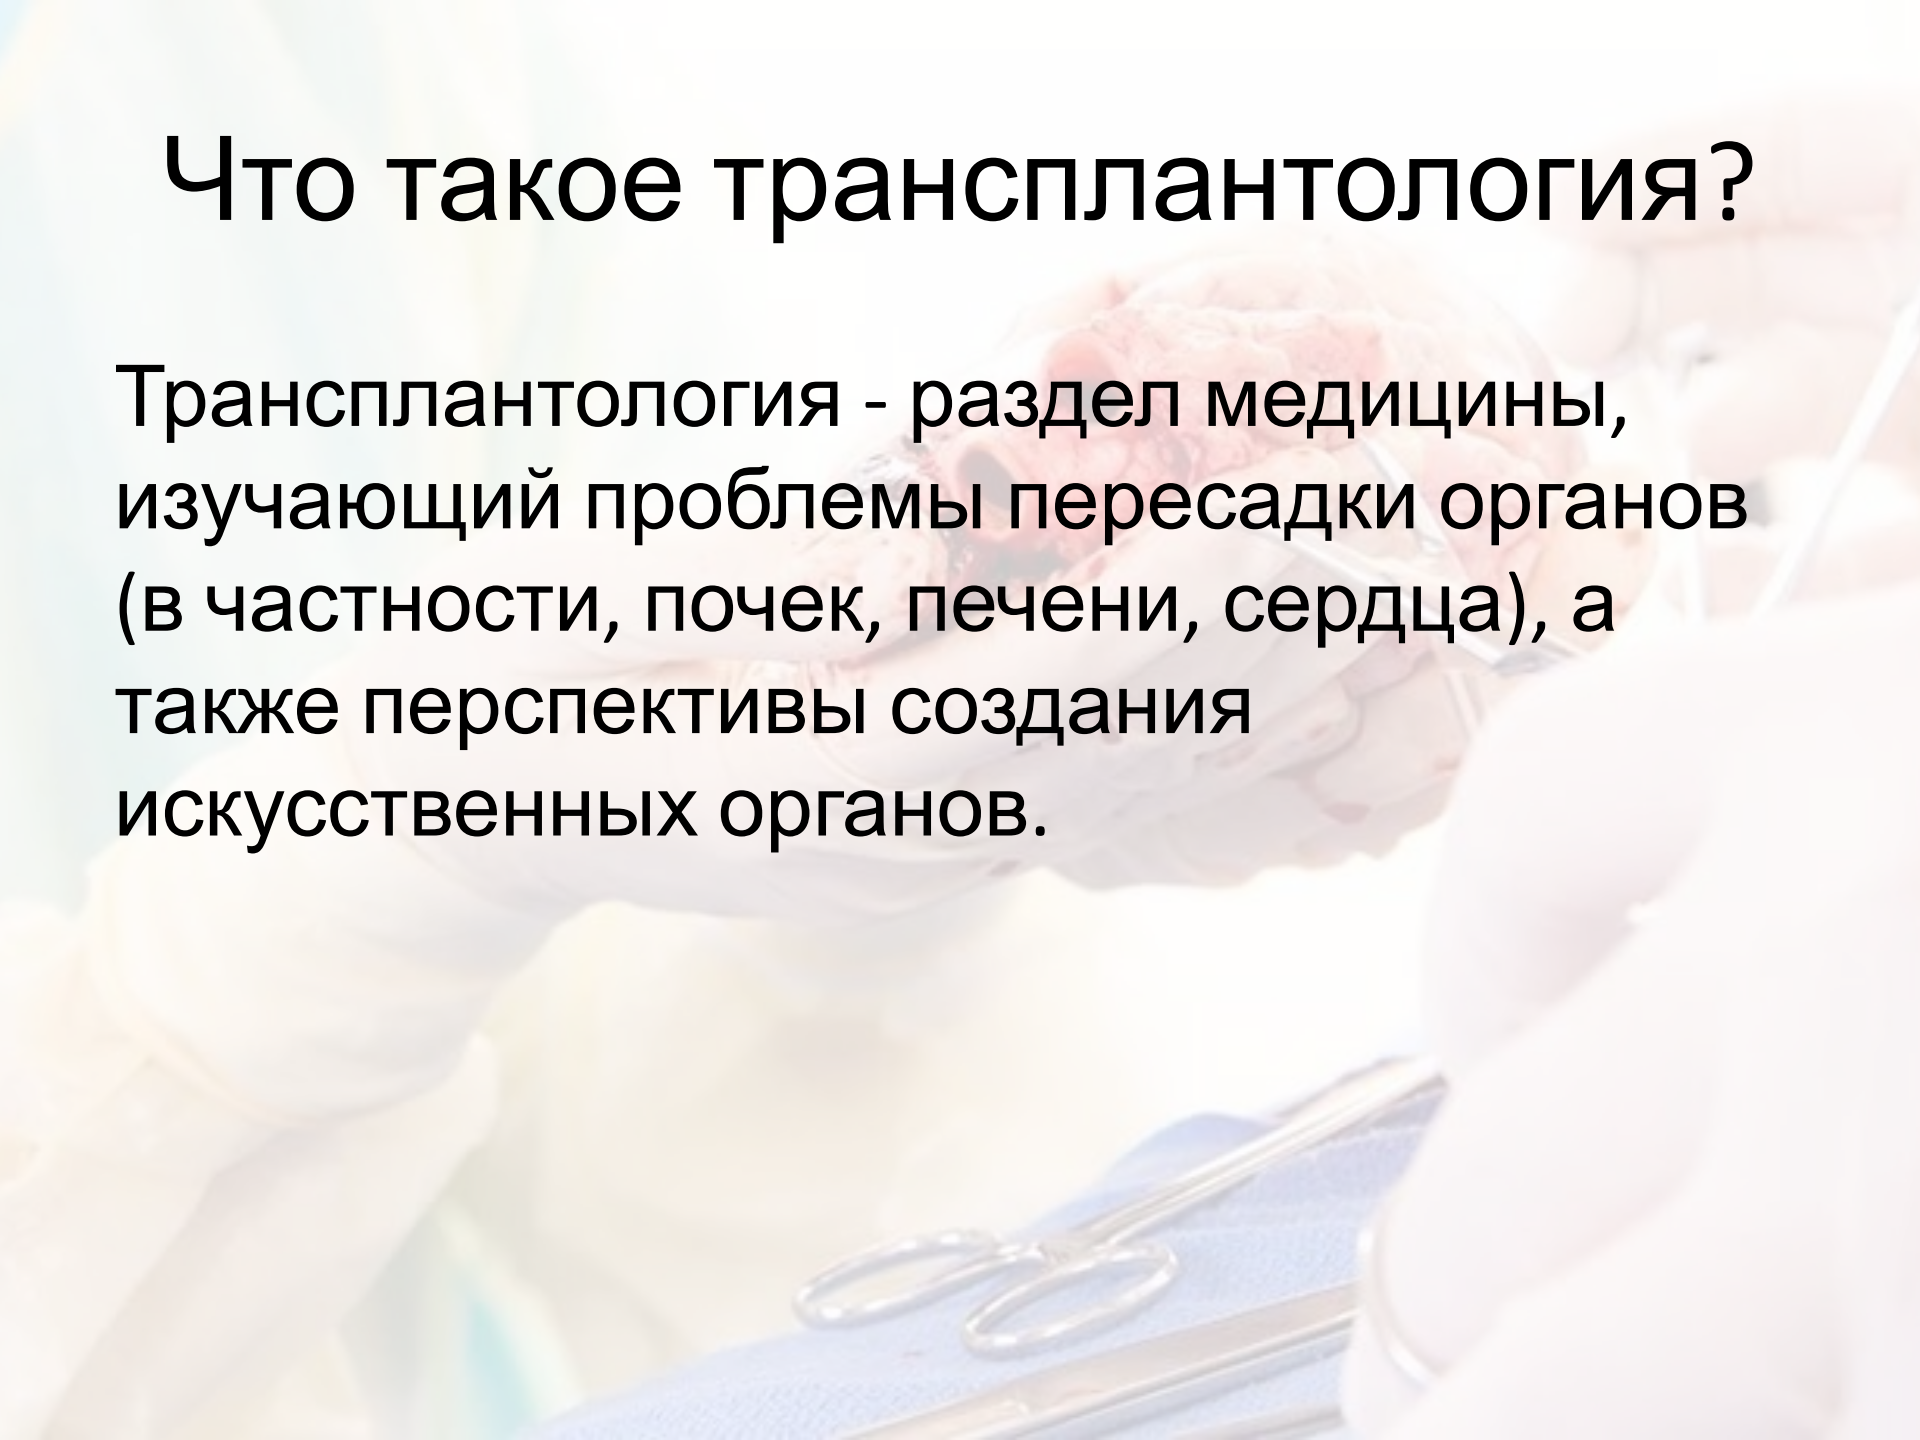 Что такое трансплантология?
Трансплантология - раздел медицины,
изучающий проблемы пересадки органов
(в частности, почек, печени, сердца), а
также перспективы создания
искусственных органов.